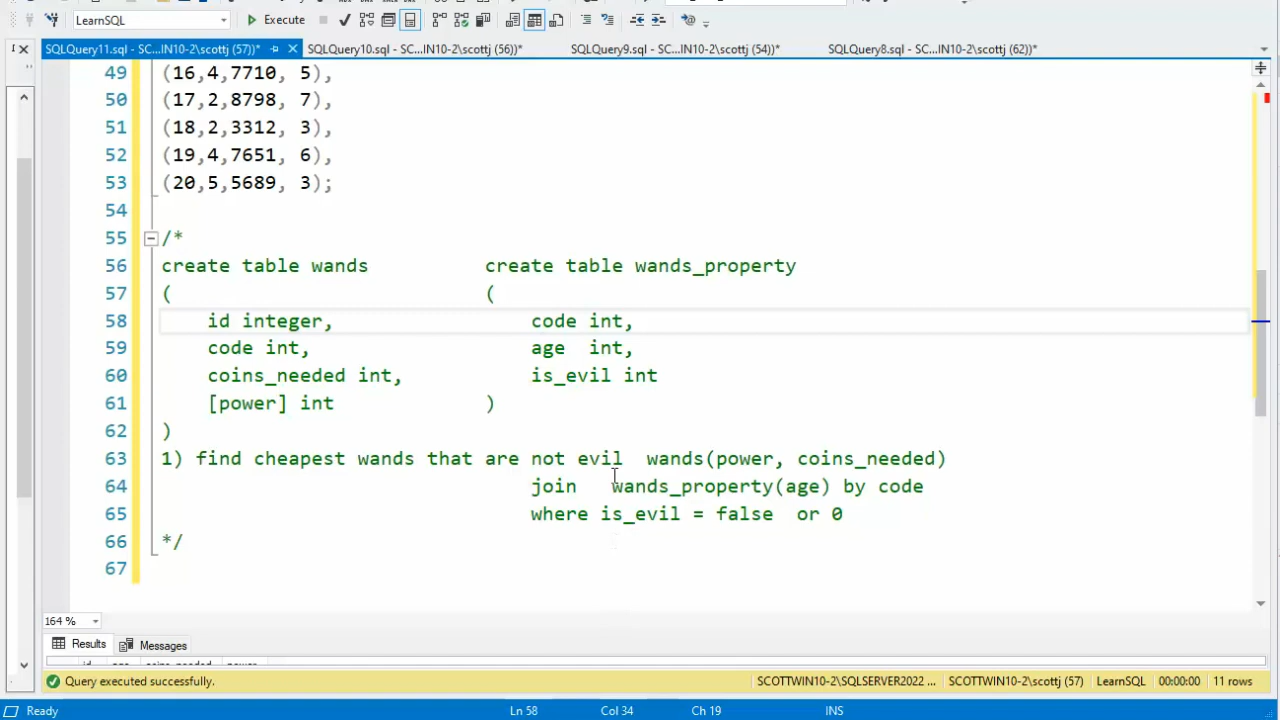 LearnSQL Execute
SQLQuery11.sql - SC...IN10-2\scottj (57))* SQLQuery10.sql - SC...IN10-2\scottj (56))* SQLQuery9.sql - SC...IN10-2\scottj (54))* SQLQuery8.sql - SC...IN10-2\scottj (62))*
49 (16,4,7710, 5),
50 (17,2,8798, 7),
51 (18,2,3312, 3),
52 (19,4,7651, 6),
53 (20,5,5689, 3);
54
55 /*
56 create table wands create table wands_property
57 ( (
58 id integer, code int,
59 code int, age int,
60 coins_needed int, is_evil int
61 [power] int )
62 )
63 1) find cheapest wands that are not evil wands(power, coins_needed)
64 join wands_property(age) by code
65 where is_evil = false or 0
66 */
67
164 %
Results Messages
Query executed successfully. SCOTTWIN10-2\SQLSERVER2022 ... SCOTTWIN10-2\scottj (57) LearnSQL 00:00:00 11 rows
Ready Ln 58 Col 34 Ch 19 INS